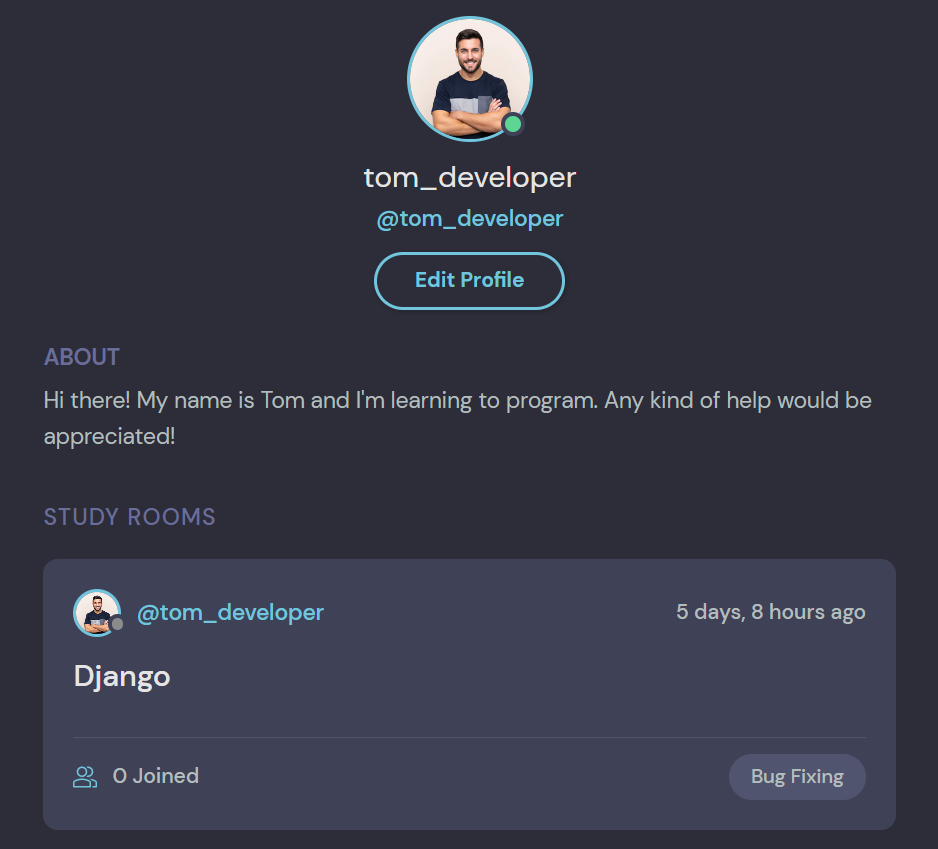 tom_developer
@tom_developer
Edit Profile
ABOUT
Hi there! My name is Tom and I'm learning to program. Any kind of help would be
appreciated!
STUDY ROOMS
@tom_developer
5 days, 8 hours ago
Django
0 Joined
Bug Fixing